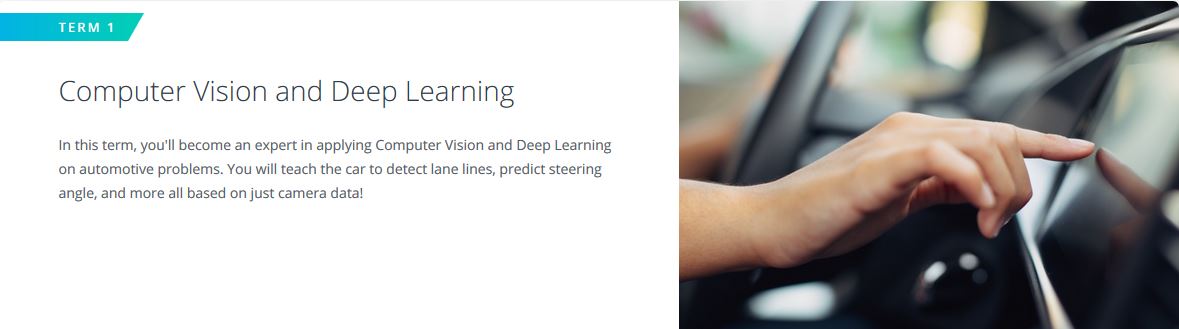 TERM 1
Computer Vision and Deep Learning
In this term, you'll become an expert in applying Computer Vision and Deep Learning
on automotive problems. You will teach the car to detect lane lines, predict steering
angle, and more all based on just camera data!